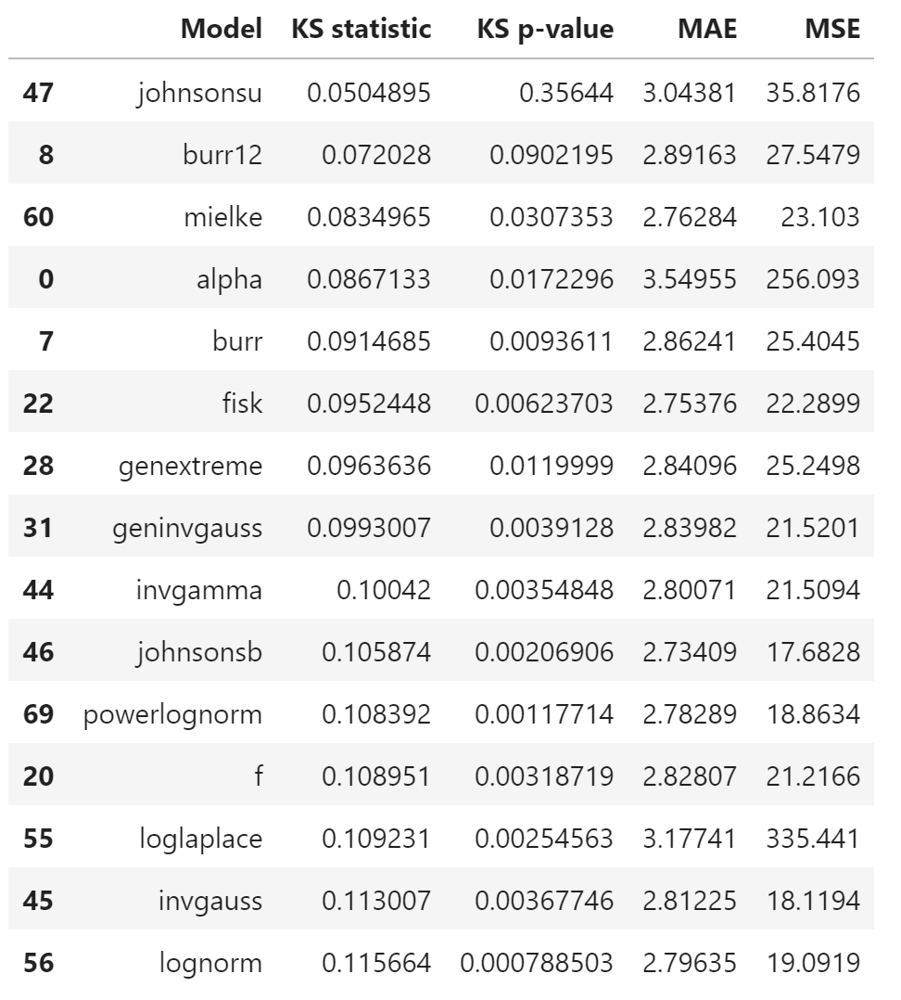 Model KS statistic KS p-value MAE MSE
47 johnsonsu 0.0504895 0.35644 3.04381 35.8176
8 burr12 0.072028 0.0902195 2.89163 27.5479
60 mielke 0.0834965 0.0307353 2.76284 23.103
0 alpha 0.0867133 0.0172296 3.54955 256.093
7 burr 0.0914685 0.0093611 2.86241 25.4045
22 fisk 0.0952448 0.00623703 2.75376 22.2899
28 genextreme 0.0963636 0.0119999 2.84096 25.2498
31 geninvgauss 0.0993007 0.0039128 2.83982 21.5201
44 invgamma 0.10042 0.00354848 2.80071 21.5094
46 johnsonsb 0.105874 0.00206906 2.73409 17.6828
69 powerlognorm 0.108392 0.00117714 2.78289 18.8634
20 f 0.108951 0.00318719 2.82807 21.2166
55 loglaplace 0.109231 0.00254563 3.17741 335.441
45 invgauss 0.113007 0.00367746 2.81225 18.1194
56 lognorm 0.115664 0.000788503 2.79635 19.0919